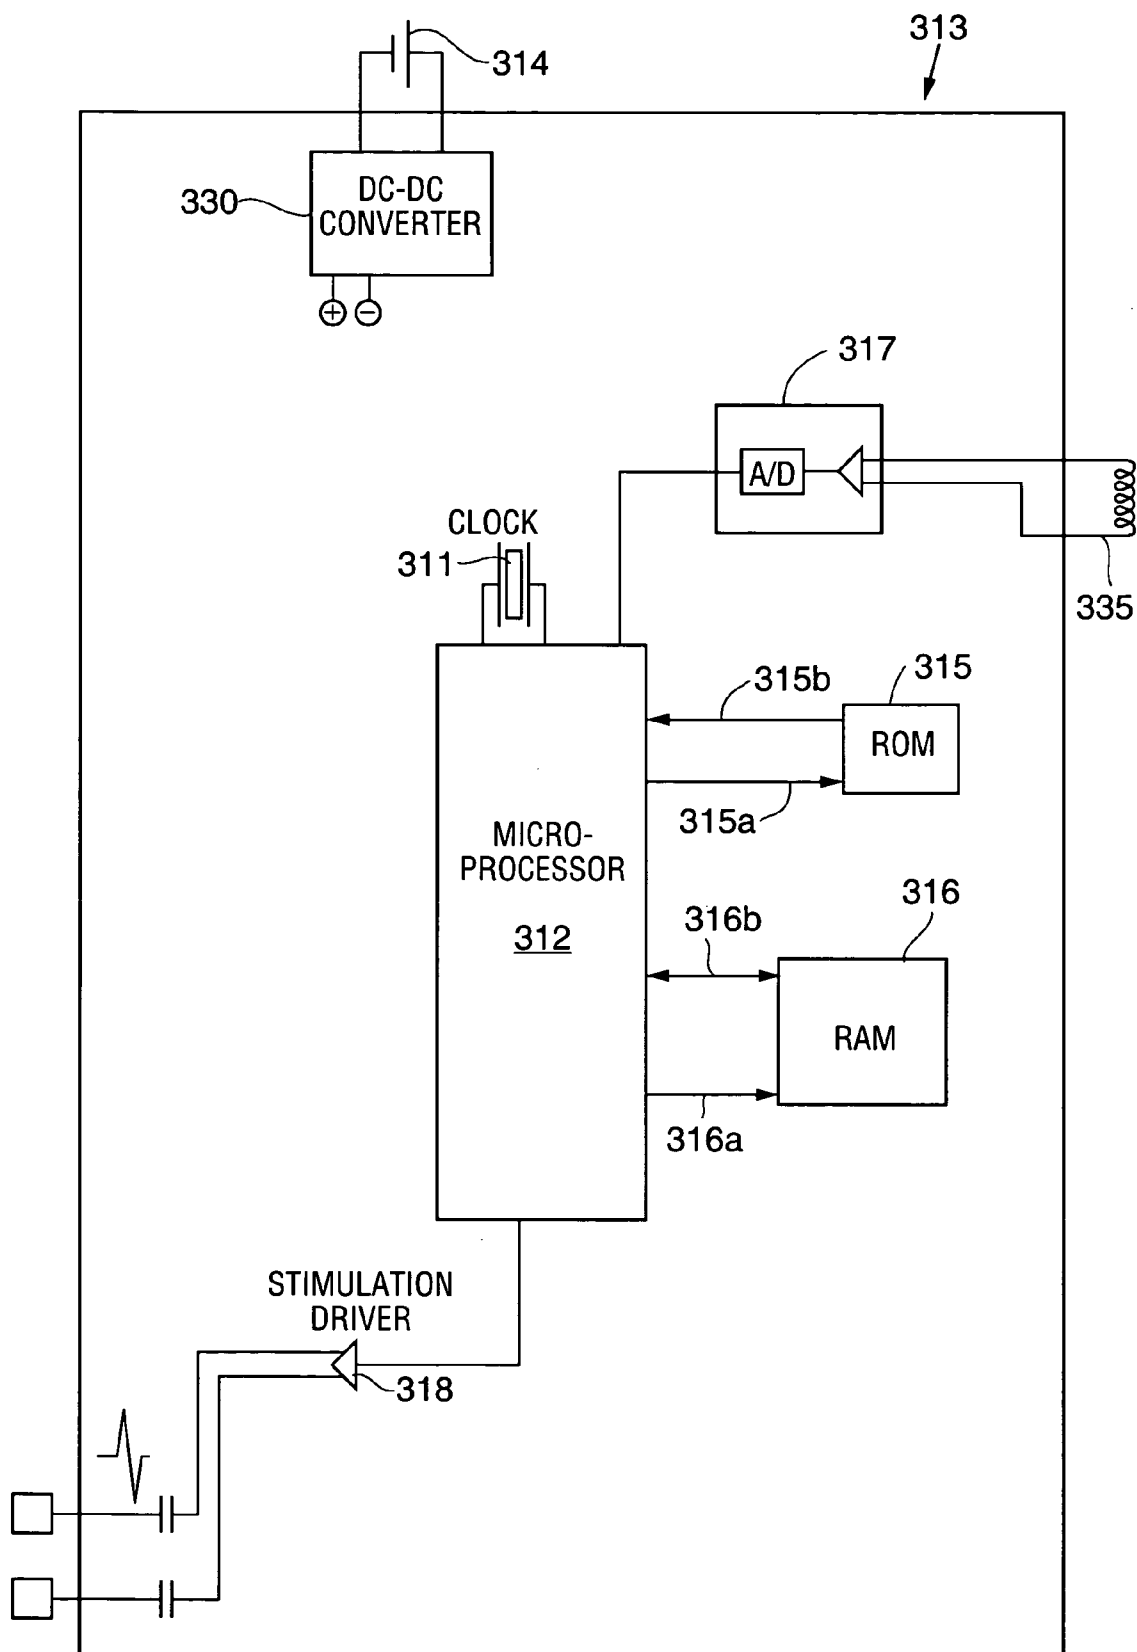 313
314
330
DC-DC
CONVERTER
+ −
317
A/D
CLOCK
311
335
315b
315
ROM
315a
MICRO-
PROCESSOR
312
316
316b
RAM
316a
STIMULATION
DRIVER
318